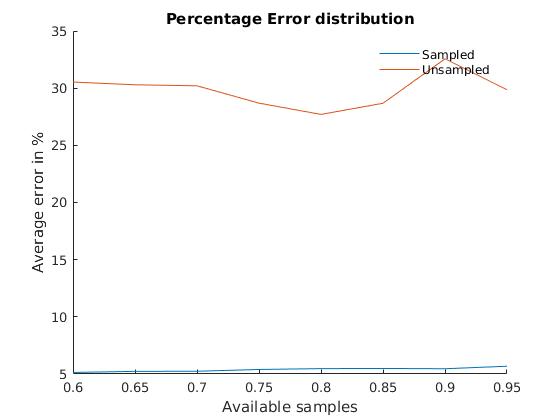 Percentage Error distribution
35
30
25
20
15
10
5
Average error in %
Sampled
Unsampled
0.6 0.65 0.7 0.75 0.8 0.85 0.9 0.95
Available samples